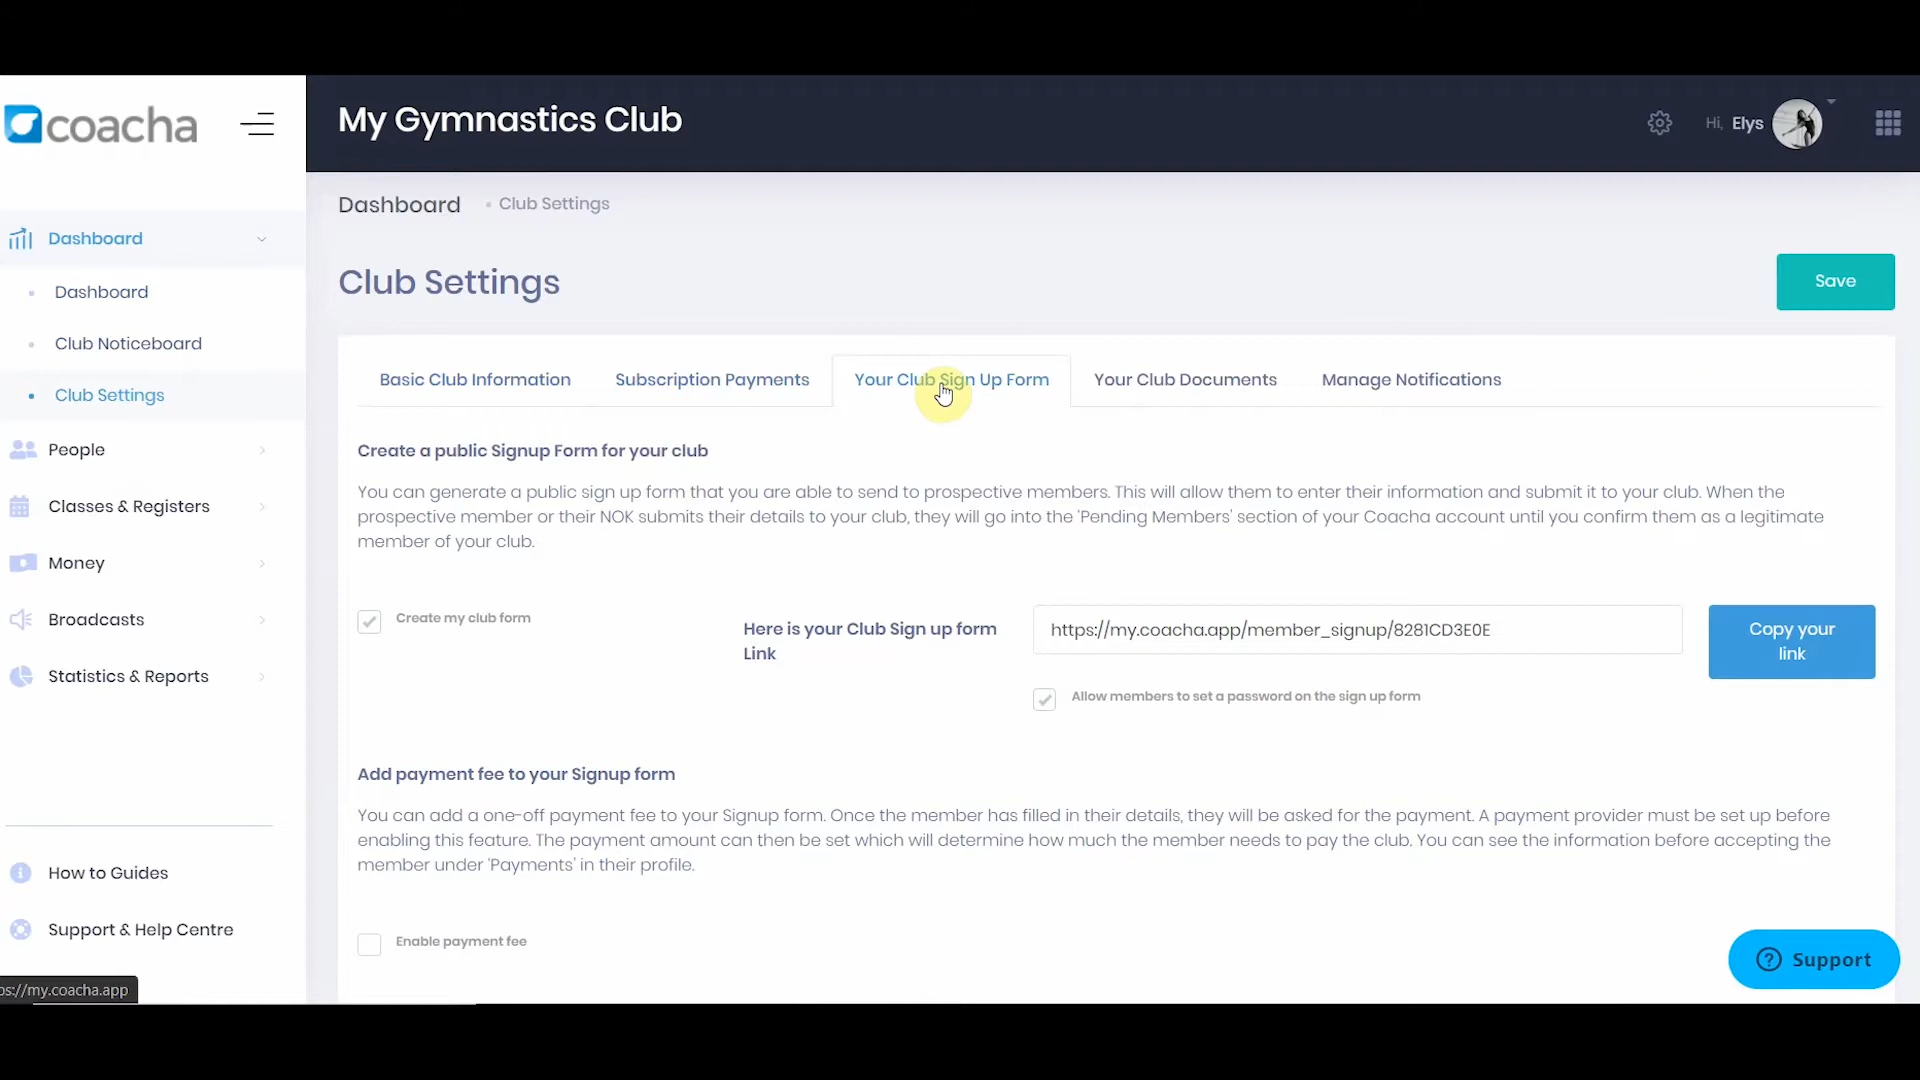 coacha
My Gymnastics Club
Hi, Elys
Dashboard
Club Settings
Dashboard
Dashboard
Club Noticeboard
Club Settings
People
Classes & Registers
Money
Broadcasts
Statistics & Reports
How to Guides
Support & Help Centre
ps://my.coacha.app
Club Settings
Save
Basic Club Information
Subscription Payments
Your Club Sign Up Form
Your Club Documents
Manage Notifications
Create a public Signup Form for your club
You can generate a public sign up form that you are able to send to prospective members. This will allow them to enter their information and submit it to your club. When the
prospective member or their NOK submits their details to your club, they will go into the 'Pending Members' section of your Coacha account until you confirm them as a legitimate
member of your club.
Create my club form
Here is your Club Sign up form
Link
https://my.coacha.app/member_signup/8281CD3E0E
Copy your
link
Allow members to set a password on the sign up form
Add payment fee to your Signup form
You can add a one-off payment fee to your Signup form. Once the member has filled in their details, they will be asked for the payment. A payment provider must be set up before
enabling this feature. The payment amount can then be set which will determine how much the member needs to pay the club. You can see the information before accepting the
member under 'Payments' in their profile.
Enable payment fee
Support